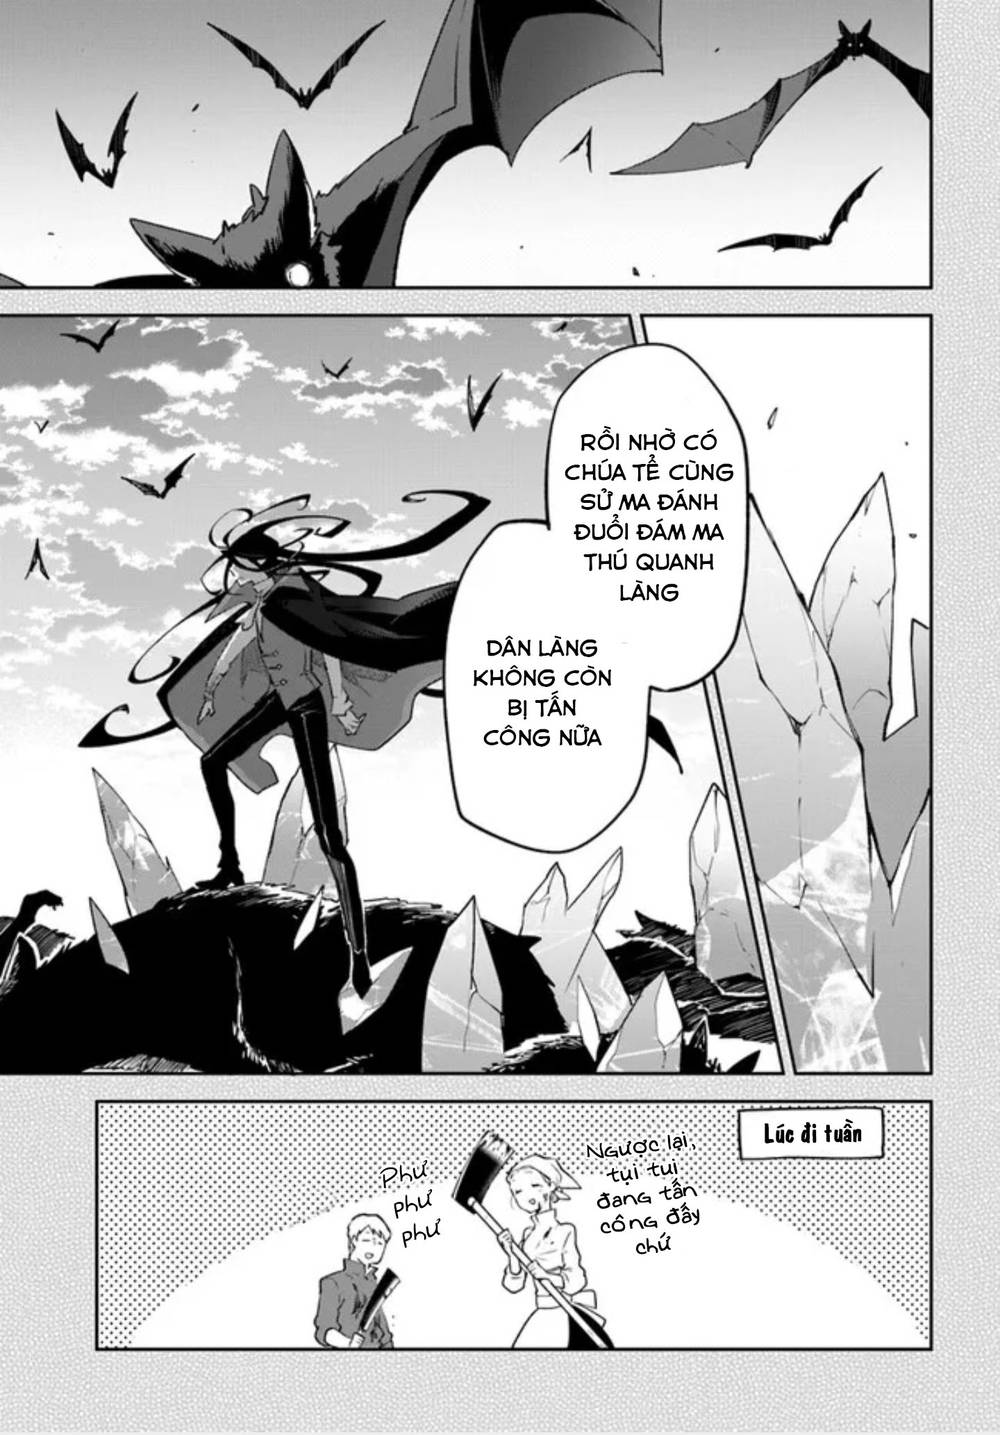 RỒI NHỜ CÓ
CHÚA TỂ CÙNG
SỬ MA ĐÁNH
ĐUỔI ĐÁM MA
THÚ QUANH
LÀNG
DÂN LÀNG
KHÔNG CÒN
BỊ TẤN
CÔNG NỮA
Lúc đi tuần
Ngược lại,
tụi tui
đang tấn
công đấy
chứ
Phư
phư
phư